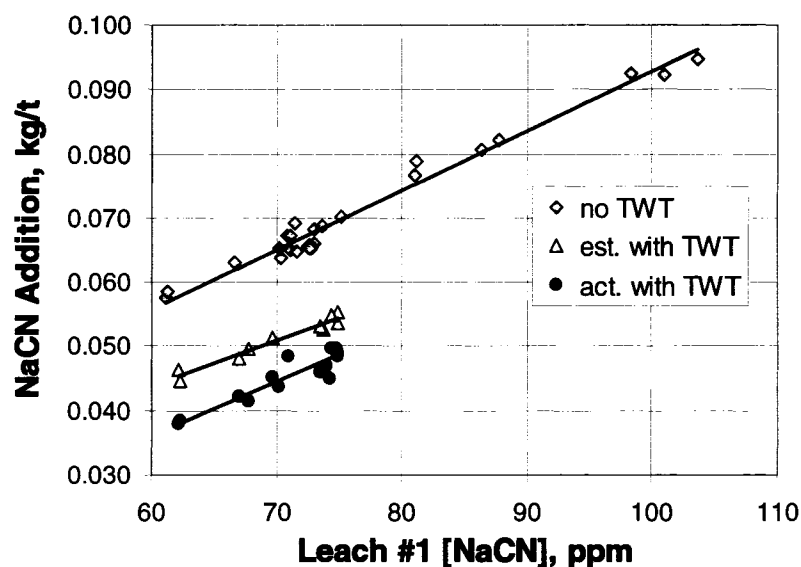 0.100
0.090
0.080
0.070
0.060
0.050
0.040
0.030
NaCN Addition, kg/t
no TWT
est. with TWT
act. with TWT
60 70 80 90 100 110
Leach #1 [NaCN], ppm